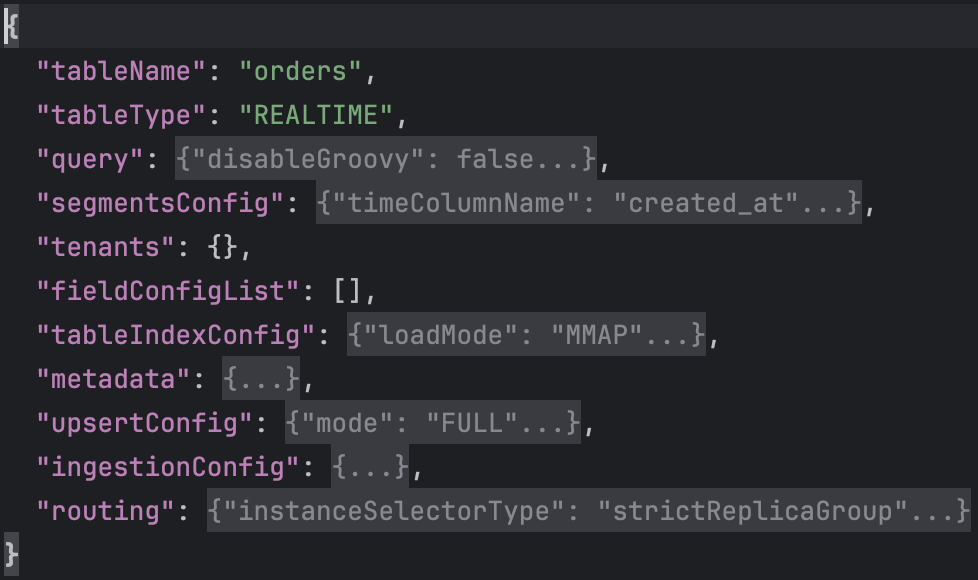 {
"tableName": "orders",
"tableType": "REALTIME",
"query": {"disableGroovy": false...},
"segmentsConfig": {"timeColumnName": "created_at"...},
"tenants": {},
"fieldConfigList": [],
"tableIndexConfig": {"loadMode": "MMAP"...},
"metadata": {...},
"upsertConfig": {"mode": "FULL"...},
"ingestionConfig": {...},
"routing": {"instanceSelectorType": "strictReplicaGroup"...}
}